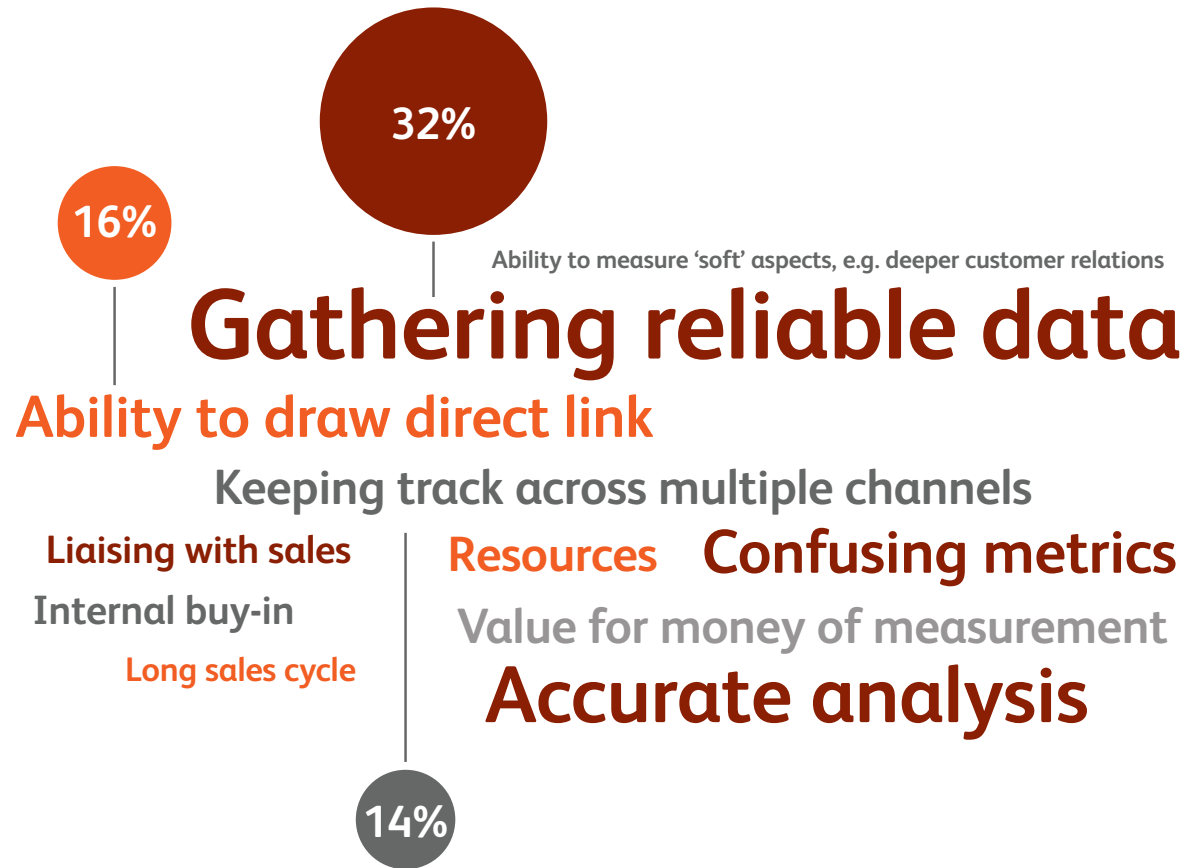 32%
16%
Ability to measure ‘soft’ aspects, e.g. deeper customer relations
Gathering reliable data
Ability to draw direct link
Keeping track across multiple channels
Liaising with sales
Resources
Confusing metrics
Internal buy-in
Value for money of measurement
Long sales cycle
Accurate analysis
14%